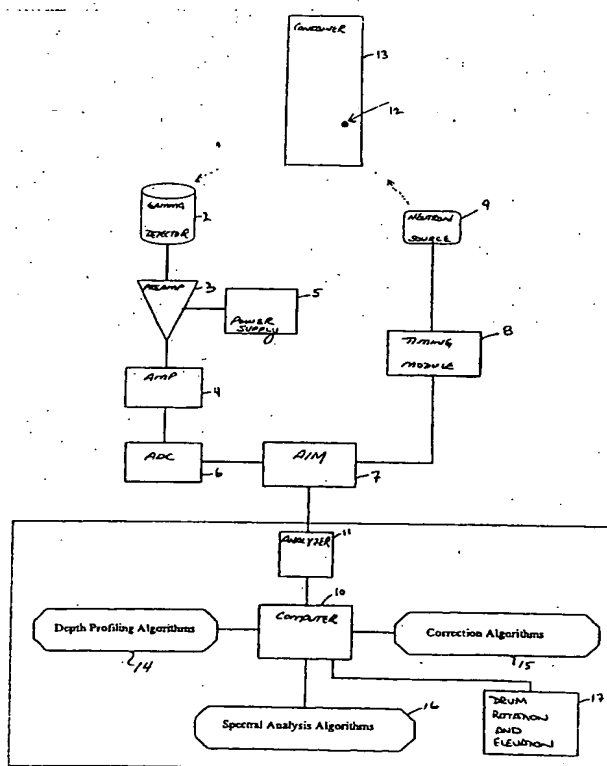 CONTAINER
13
12
GAMMA
DETECTOR
2
9
NEUTRON
SOURCE
PREAMP
3
5
POWER
SUPPLY
8
TIMING
MODULE
AMP
4
ADC
6
AIM
7
11
ANALYZER
10
COMPUTER
Depth Profiling Algorithms
14
Correction Algorithms
15
Spectral Analysis Algorithms
16
DRUM
ROTATION
AND
ELEVATION
17